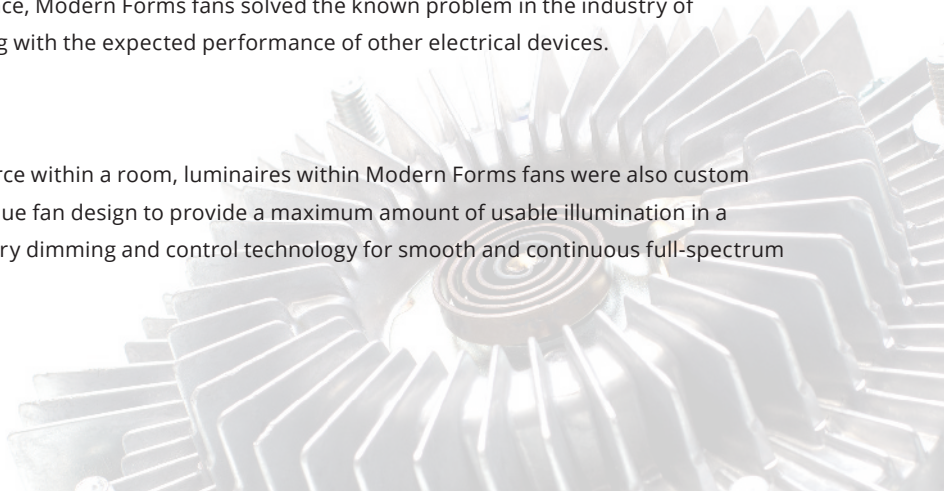 ce, Modern Forms fans solved the known problem in the industry of
g with the expected performance of other electrical devices.
rce within a room, luminaires within Modern Forms fans were also custom
ue fan design to provide a maximum amount of usable illumination in a
ry dimming and control technology for smooth and continuous full-spectrum